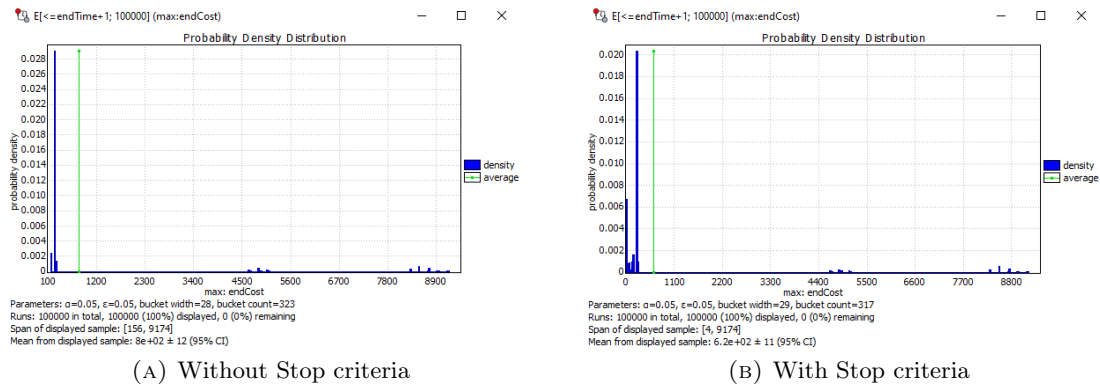 E[<=endTime+1; 100000] (max:endCost)
Probability Density Distribution
0.028
0.026
0.024
0.022
0.020
0.018
0.016
0.014
0.012
0.010
0.008
0.006
0.004
0.002
0
probability density
100 1200 2300 3400 4500 5600 6700 7800 8900
max: endCost
density
average
Parameters: α=0.05, ε=0.05, bucket width=28, bucket count=323
Runs: 100000 in total, 100000 (100%) displayed, 0 (0%) remaining
Span of displayed sample: [156, 9174]
Mean from displayed sample: 8e+02 ± 12 (95% CI)
(A) Without Stop criteria
E[<=endTime+1; 100000] (max:endCost)
Probability Density Distribution
0.020
0.018
0.016
0.014
0.012
0.010
0.008
0.006
0.004
0.002
0.000
probability density
0 1100 2200 3300 4400 5500 6600 7700 8800
max: endCost
density
average
Parameters: α=0.05, ε=0.05, bucket width=29, bucket count=317
Runs: 100000 in total, 100000 (100%) displayed, 0 (0%) remaining
Span of displayed sample: [4, 9174]
Mean from displayed sample: 6.2e+02 ± 11 (95% CI)
(B) With Stop criteria